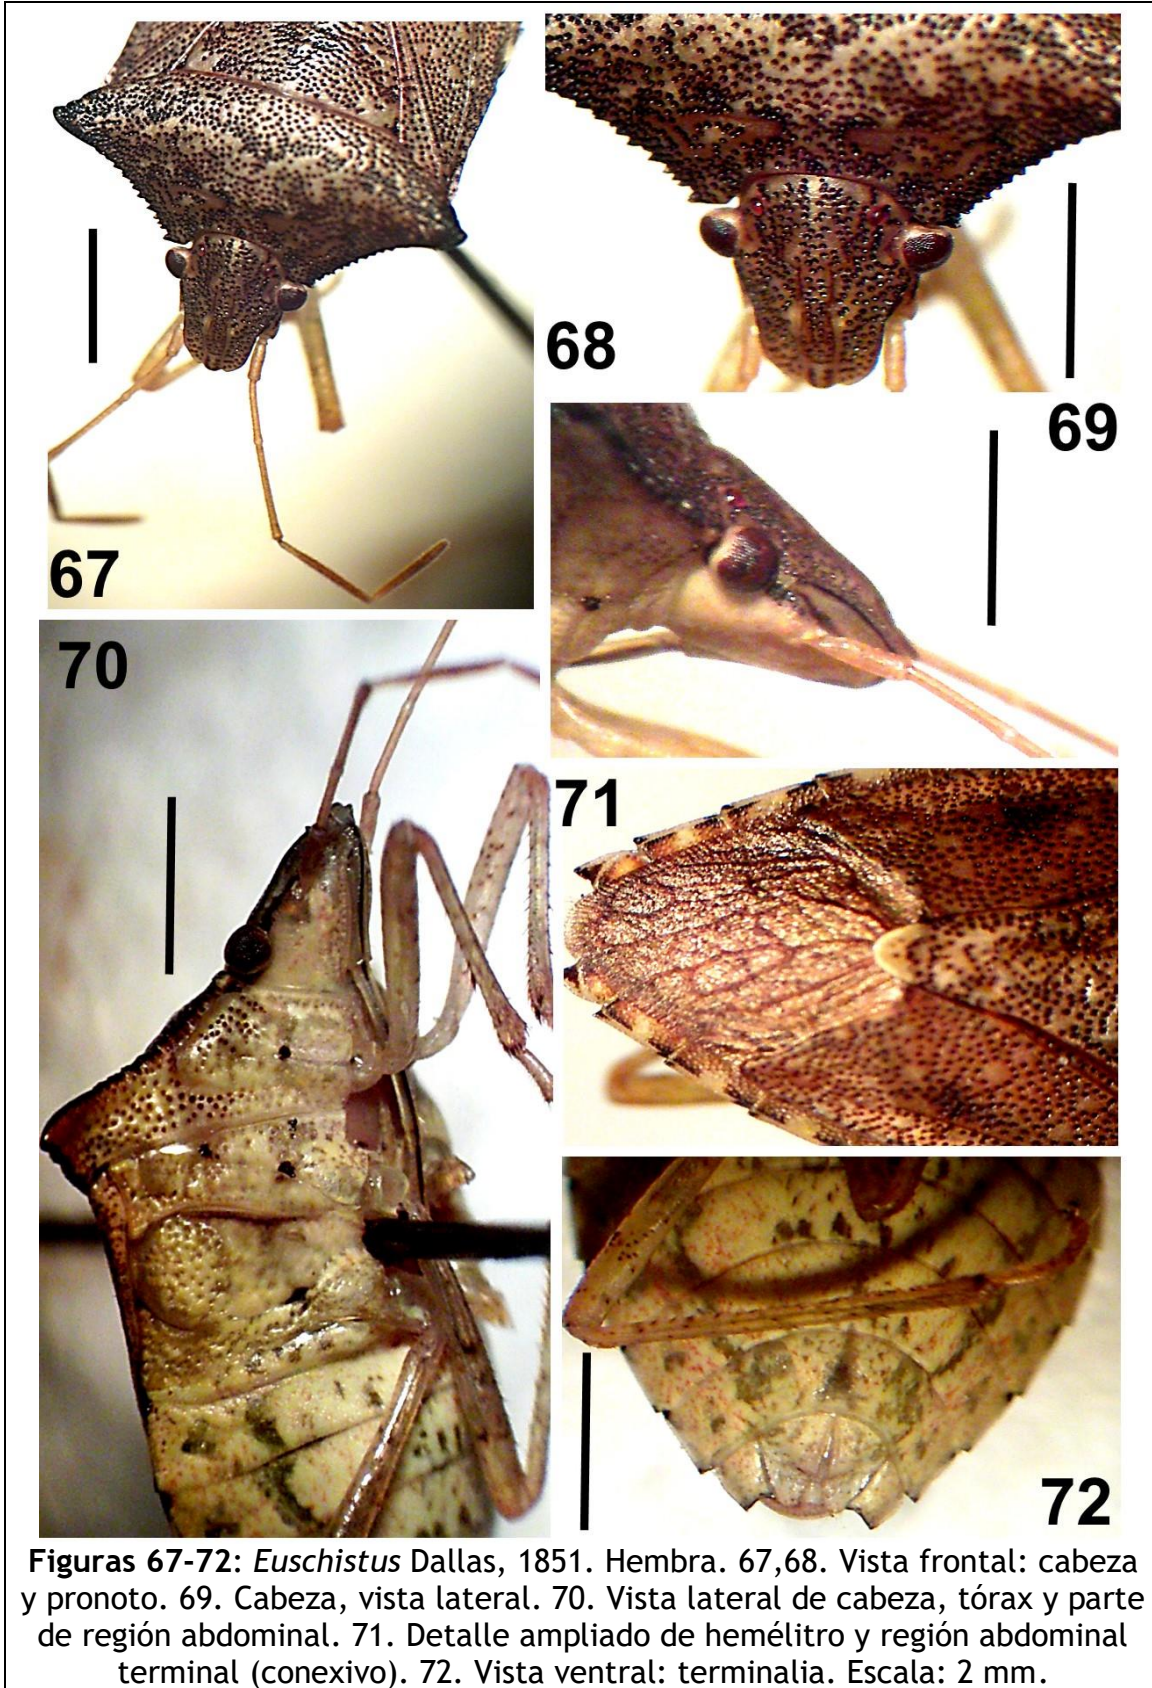 67
68
69
70
71
72
Figuras 67-72: Euschistus Dallas, 1851. Hembra. 67,68. Vista frontal: cabeza
y pronoto. 69. Cabeza, vista lateral. 70. Vista lateral de cabeza, tórax y parte
de región abdominal. 71. Detalle ampliado de hemélitro y región abdominal
terminal (conexivo). 72. Vista ventral: terminalia. Escala: 2 mm.